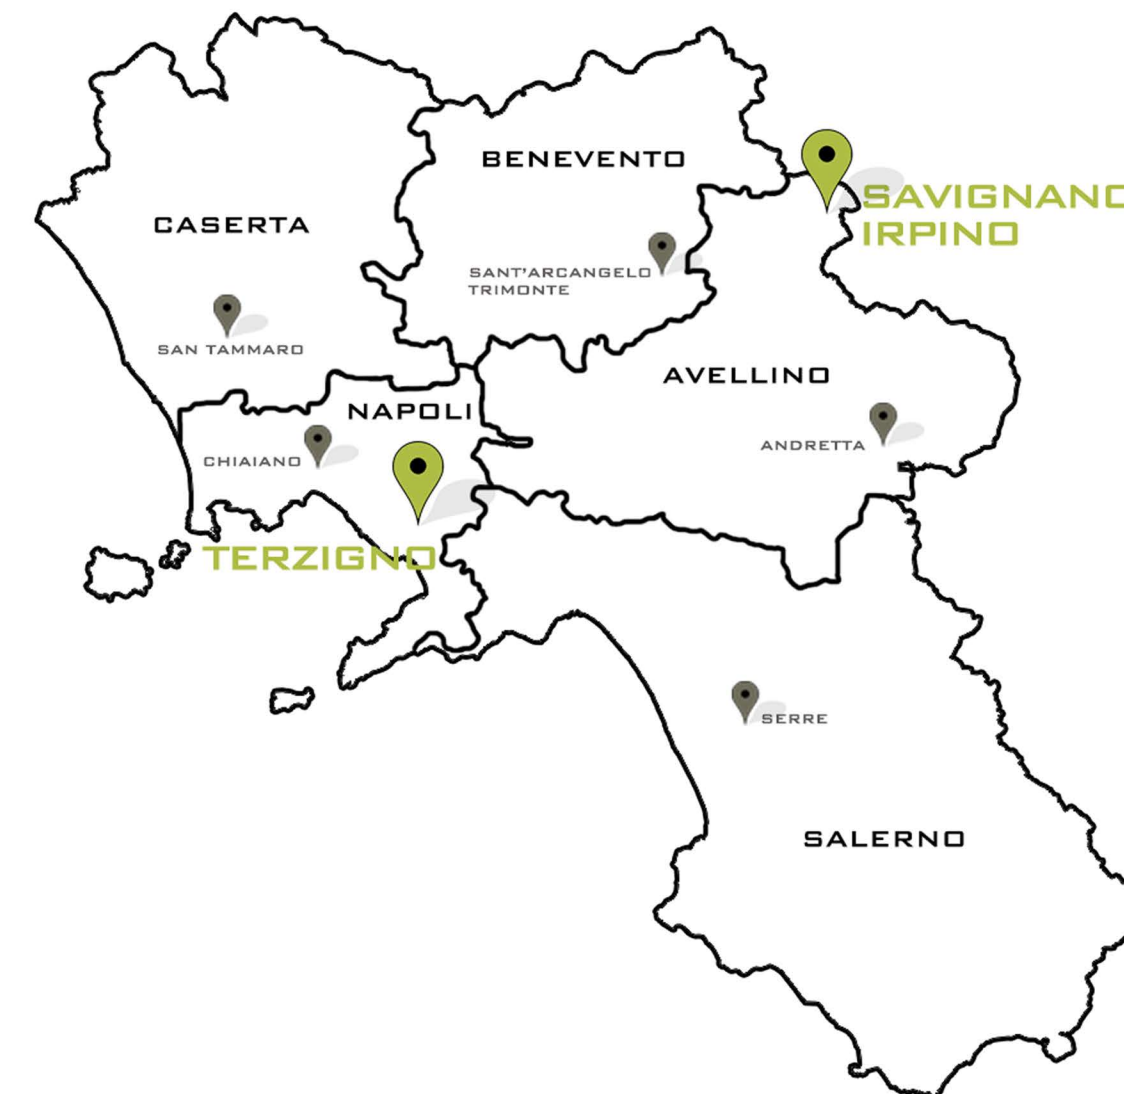 BENEVENTO
SAVIGNANO
IRPINO
CASERTA
SANT'ARCANGELO
TRIMONTE
SAN TAMMARO
AVELLINO
NAPOLI
ANDRETTA
CHIAIANO
TERZIGNO
SERRE
SALERNO